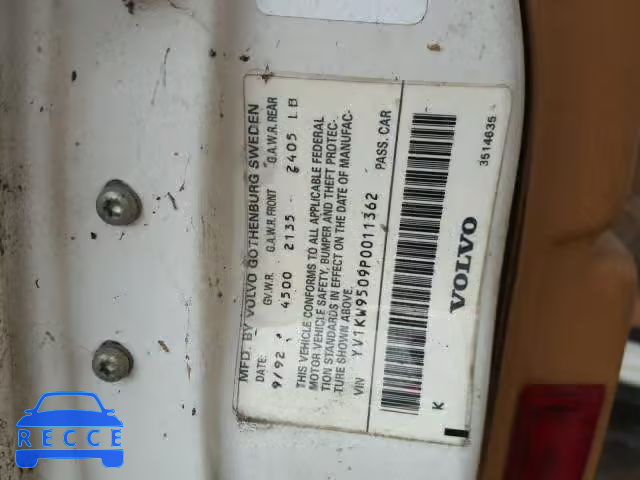 MFD. BY VOLVO GOTHENBURG SWEDEN
DATE: G.V.W.R. G.A.W.R. FRONT G.A.W.R. REAR
9/92 4500 2135 2405 LB
THIS VEHICLE CONFORMS TO ALL APPLICABLE FEDERAL
MOTOR VEHICLE SAFETY, BUMPER AND THEFT PROTEC-
TION STANDARDS IN EFFECT ON THE DATE OF MANUFAC-
TURE SHOWN ABOVE.
VIN YV1KW9509P0011362 PASS. CAR
K VOLVO 3514635
RECCE